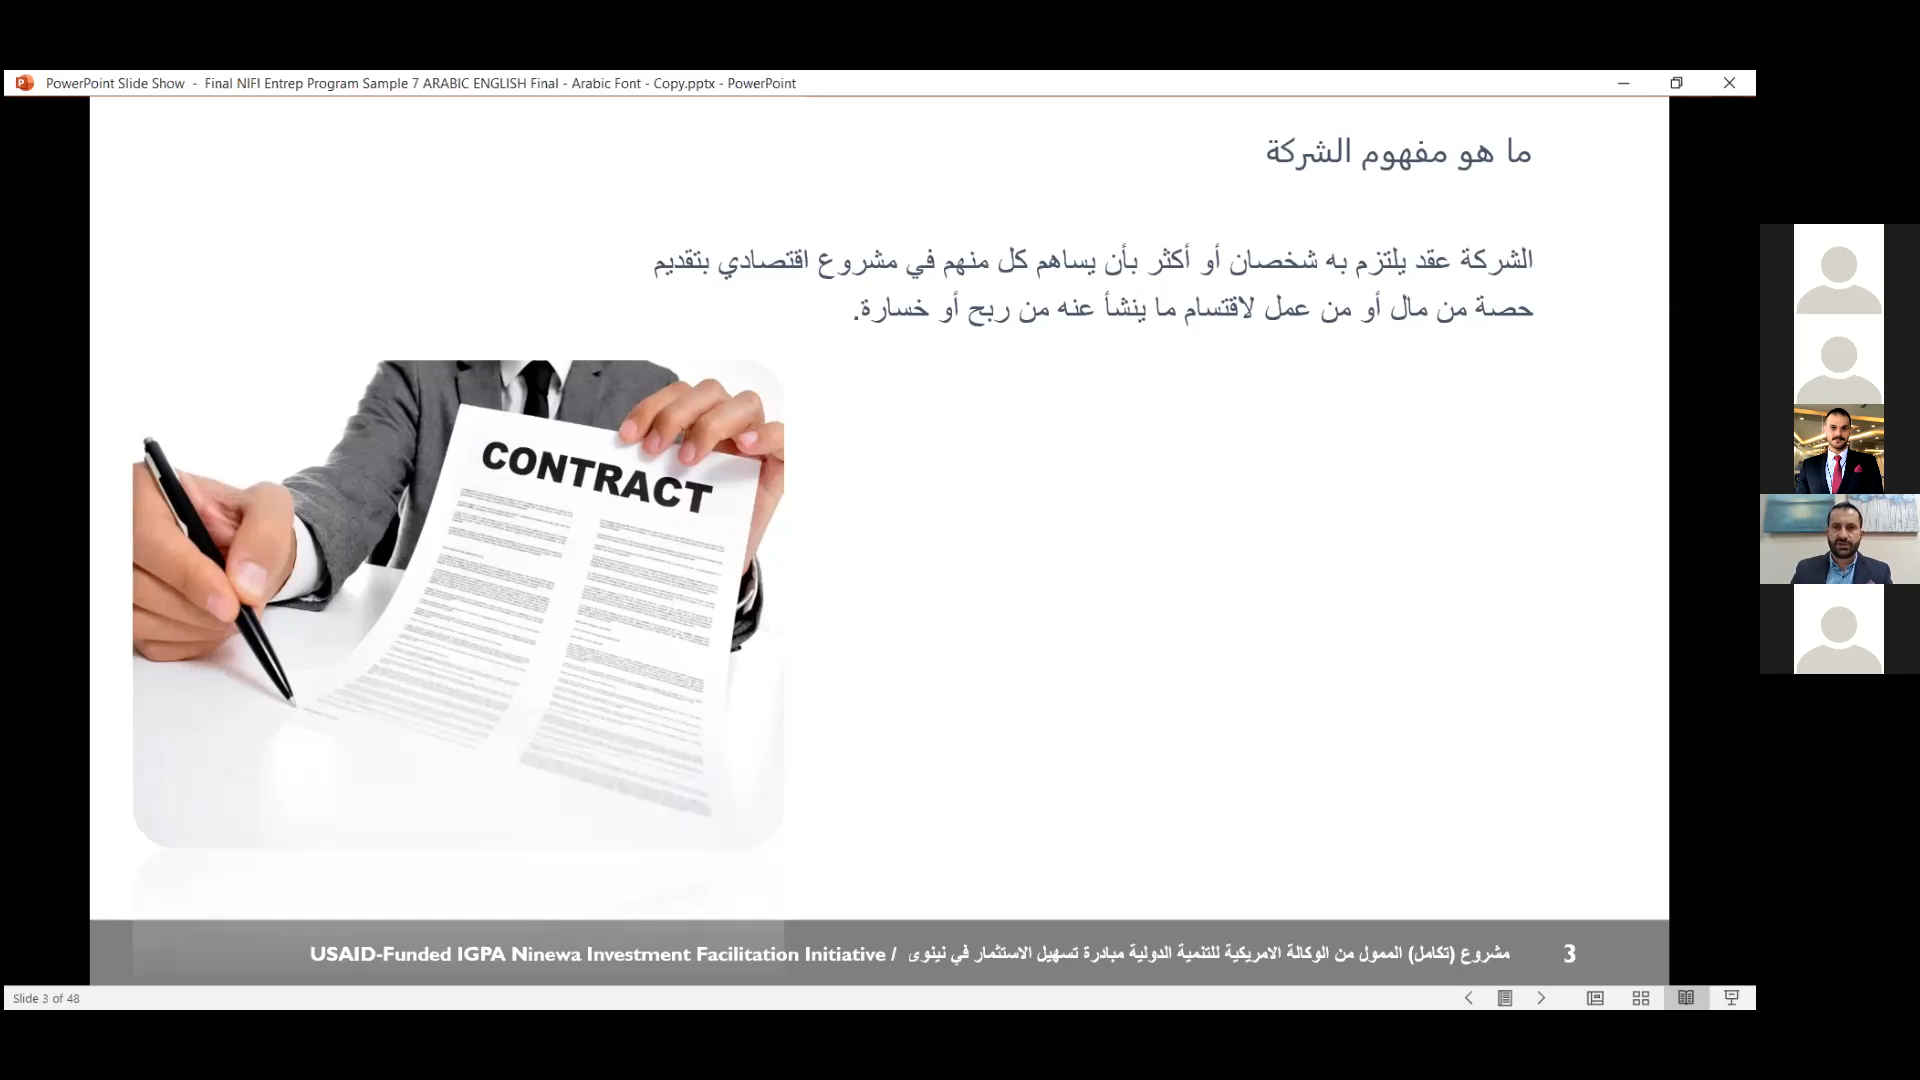 PowerPoint Slide Show - Final NIFI Entrep Program Sample 7 ARABIC ENGLISH Final - Arabic Font - Copy.pptx - PowerPoint
ما هو مفهوم الشركة
الشركة عقد يلتزم به شخصان أو أكثر بأن يساهم كل منهم في مشروع اقتصادي بتقديم
حصة من مال أو من عمل لاقتسام ما ينشأ عنه من ربح أو خسارة.
CONTRACT
USAID-Funded IGPA Ninewa Investment Facilitation Initiative / مشروع (تكامل) الممول من الوكالة الامريكية للتنمية الدولية مبادرة تسهيل الاستثمار في نينوى
3
Slide 3 of 48